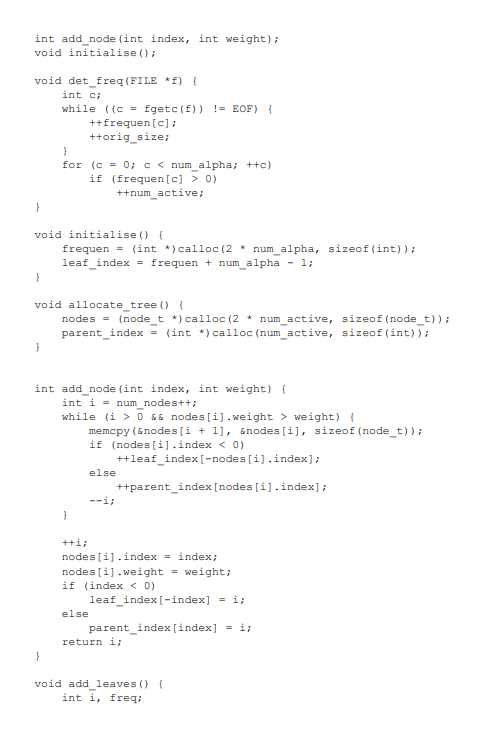 int add_node(int index, int weight);
void initialise();

void det_freq(FILE *f) {
    int c;
    while ((c = fgetc(f)) != EOF) {
        ++frequen[c];
        ++orig_size;
    }
    for (c = 0; c < num_alpha; ++c)
        if (frequen[c] > 0)
            ++num_active;
}

void initialise() {
    frequen = (int *)calloc(2 * num_alpha, sizeof(int));
    leaf_index = frequen + num_alpha - 1;
}

void allocate_tree() {
    nodes = (node_t *)calloc(2 * num_active, sizeof(node_t));
    parent_index = (int *)calloc(num_active, sizeof(int));
}

int add_node(int index, int weight) {
    int i = num_nodes++;
    while (i > 0 && nodes[i].weight > weight) {
        memcpy(&nodes[i + 1], &nodes[i], sizeof(node_t));
        if (nodes[i].index < 0)
            ++leaf_index[-nodes[i].index];
        else
            ++parent_index[nodes[i].index];
        --i;
    }

    ++i;
    nodes[i].index = index;
    nodes[i].weight = weight;
    if (index < 0)
        leaf_index[-index] = i;
    else
        parent_index[index] = i;
    return i;
}

void add_leaves() {
    int i, freq;